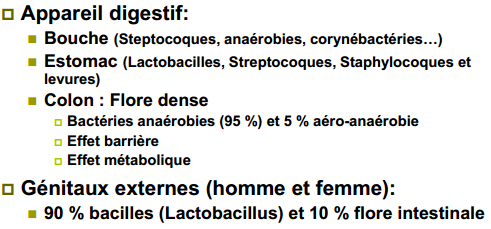 Appareil digestif:
Bouche (Steptocoques, anaérobies, corynébactéries…)
Estomac (Lactobacilles, Streptocoques, Staphylocoques et
levures)
Colon : Flore dense
Bactéries anaérobies (95 %) et 5 % aéro-anaérobie
Effet barrière
Effet métabolique
Génitaux externes (homme et femme):
90 % bacilles (Lactobacillus) et 10 % flore intestinale